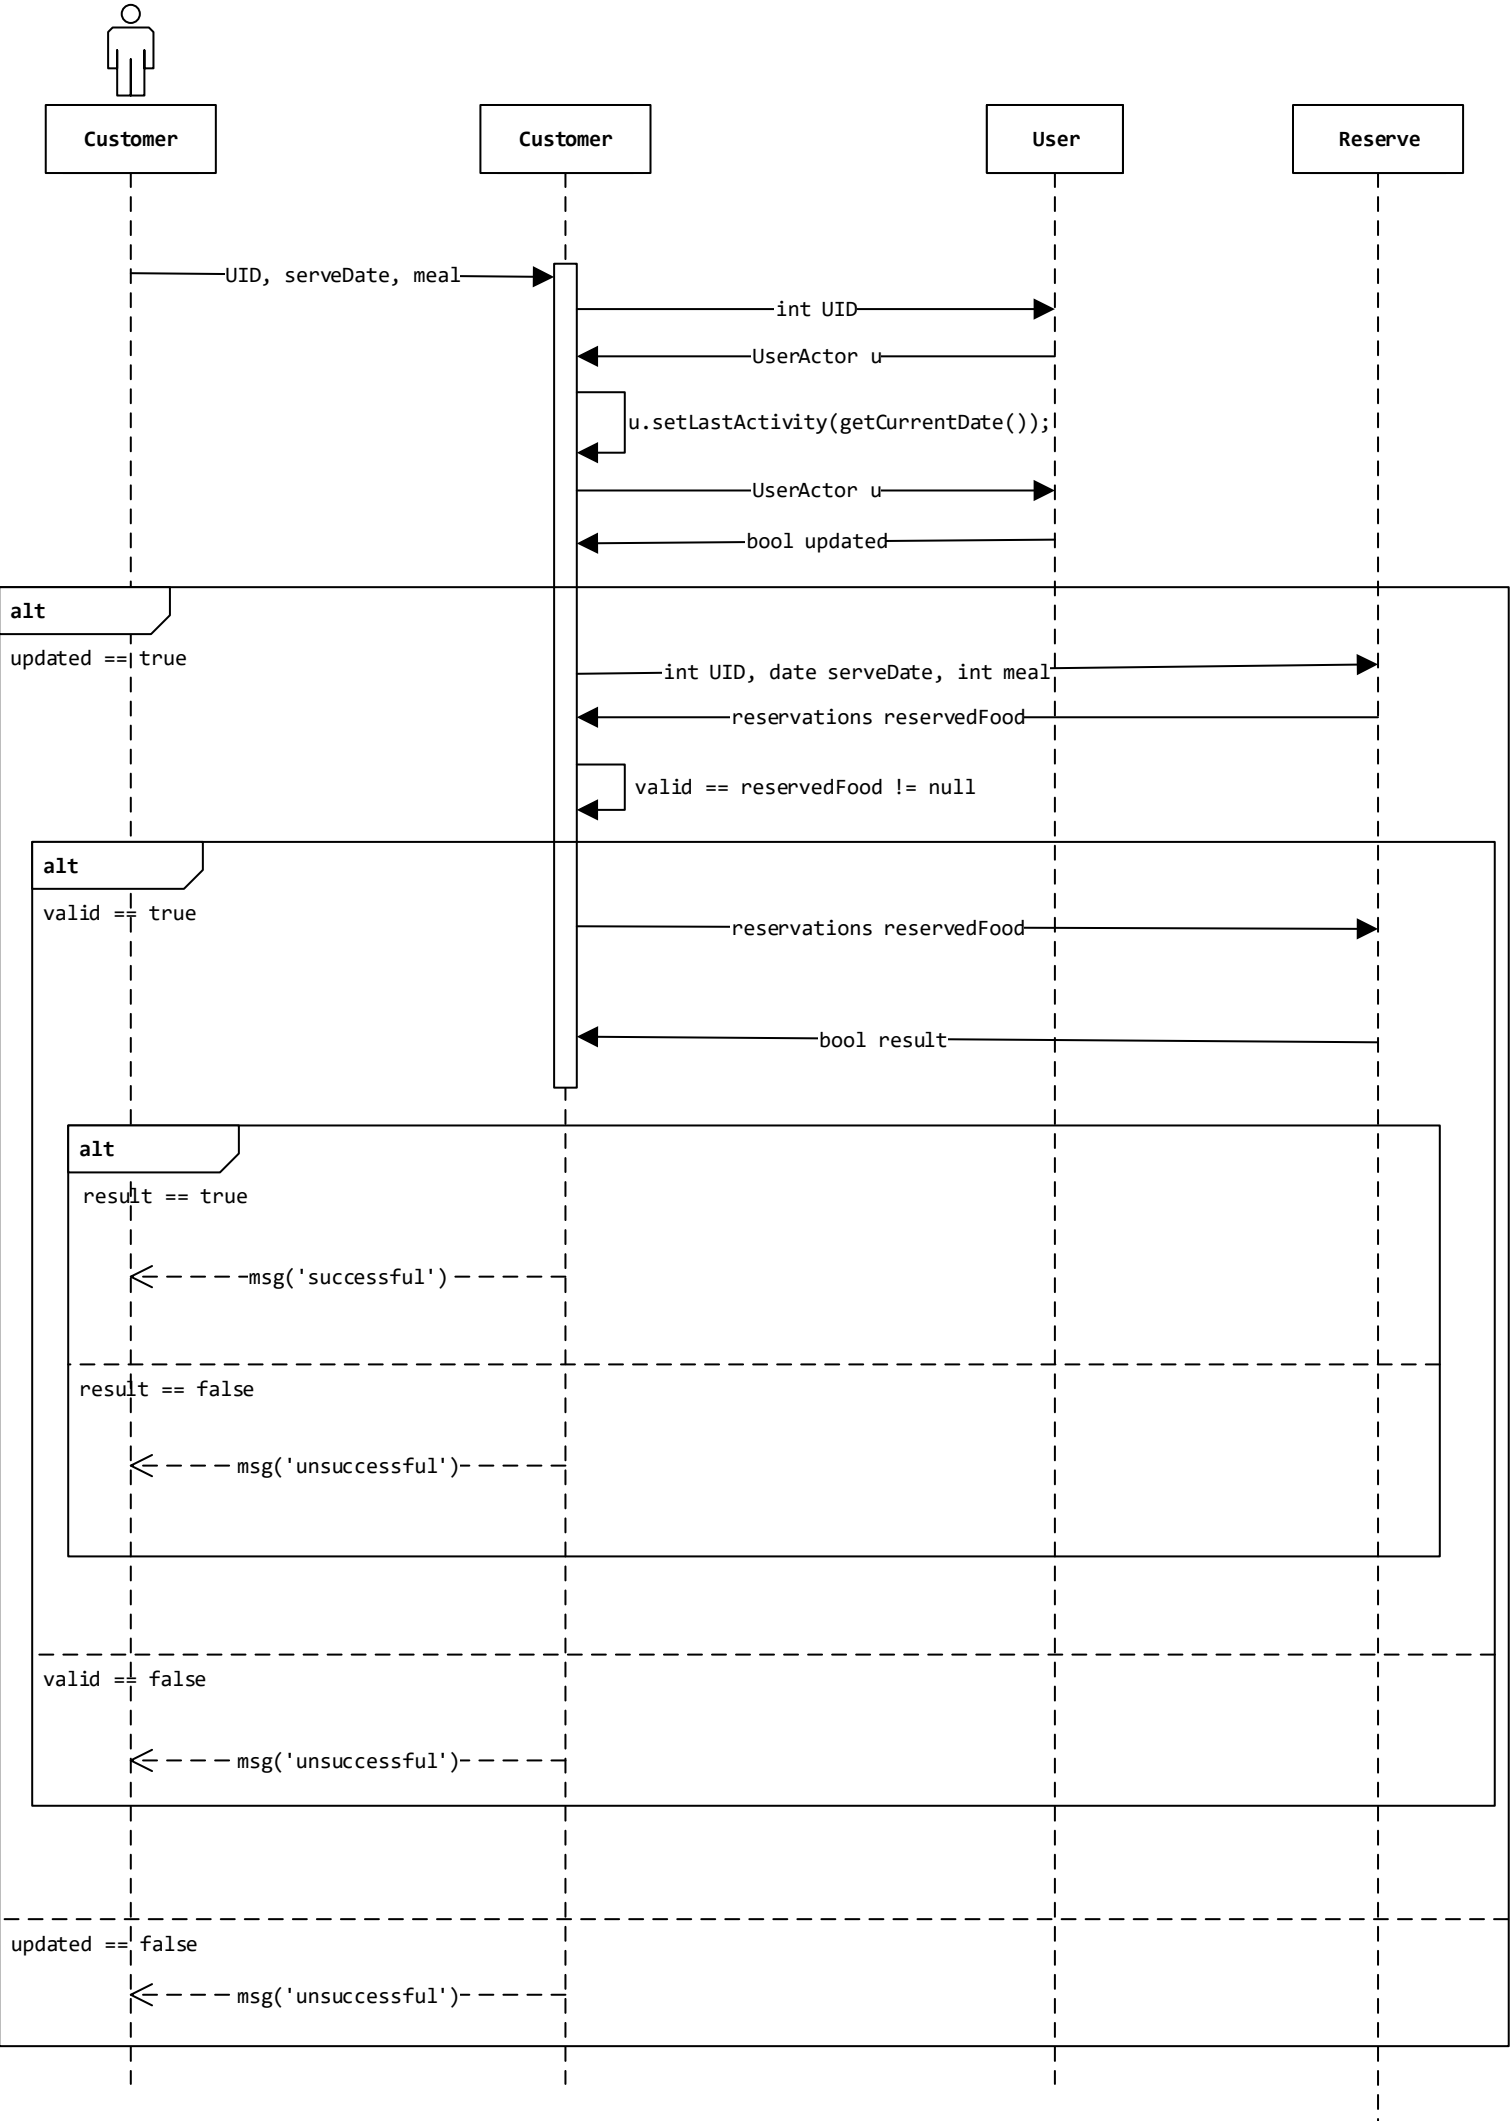 Customer
Customer
User
Reserve
UID, serveDate, meal
int UID
UserActor u
u.setLastActivity(getCurrentDate());
UserActor u
bool updated
alt
updated == true
int UID, date serveDate, int meal
reservations reservedFood
valid == reservedFood != null
alt
valid == true
reservations reservedFood
bool result
alt
result == true
msg('successful')
result == false
msg('unsuccessful')
valid == false
msg('unsuccessful')
updated == false
msg('unsuccessful')